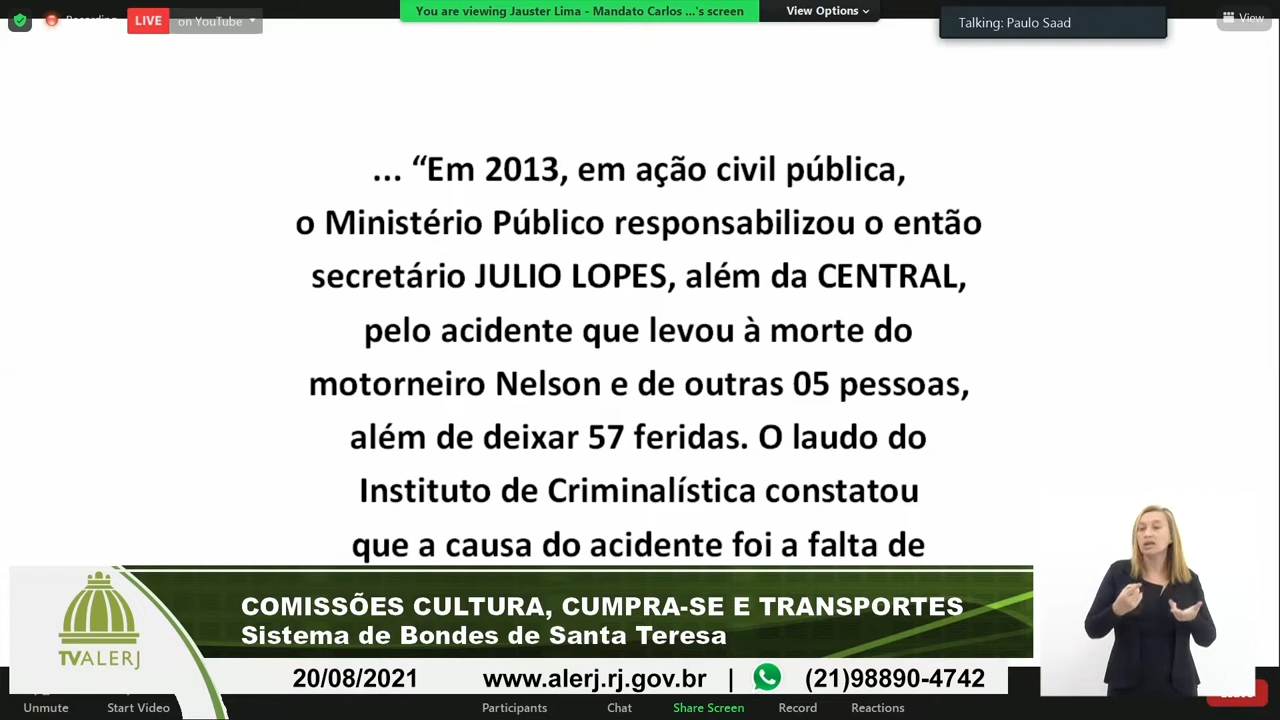 Recording
LIVE on YouTube
You are viewing Jauster Lima - Mandato Carlos ...'s screen
View Options
Talking: Paulo Saad
View
... “Em 2013, em ação civil pública,
o Ministério Público responsabilizou o então
secretário JULIO LOPES, além da CENTRAL,
pelo acidente que levou à morte do
motorneiro Nelson e de outras 05 pessoas,
além de deixar 57 feridas. O laudo do
Instituto de Criminalística constatou
que a causa do acidente foi a falta de
COMISSÕES CULTURA, CUMPRA-SE E TRANSPORTES
Sistema de Bondes de Santa Teresa
TVALERJ
20/08/2021 www.alerj.rj.gov.br | (21)98890-4742
Unmute Start Video Participants Chat Share Screen Record Reactions